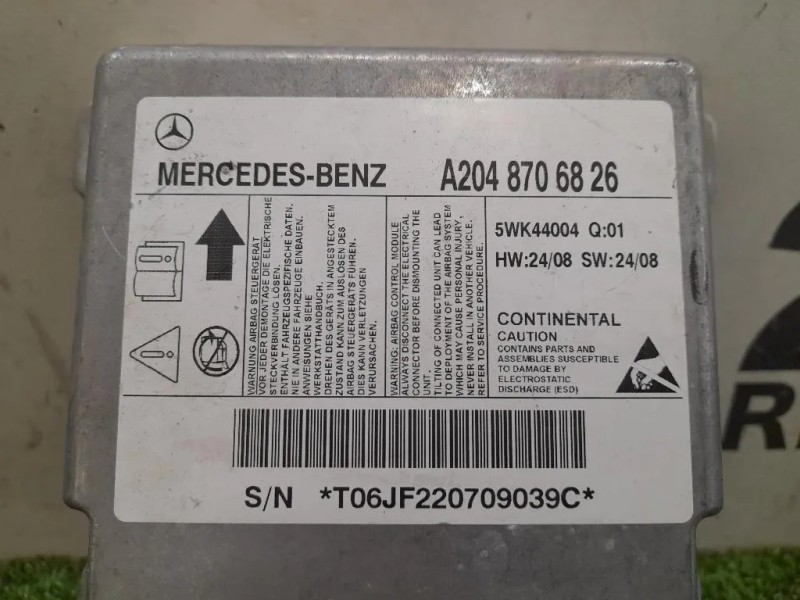 MERCEDES-BENZ A204 870 68 26
WARNUNG AIRBAG STEUERGERÄT
VOR JEDER DEMONTAGE DIE ELEKTRISCHE
STECKVERBINDUNG LÖSEN.
ENTHÄLT FAHRZEUGSPEZIFISCHE DATEN.
NIE IN ANDERE FAHRZEUGE EINBAUEN.
ANWEISUNGEN SIEHE
WERKSTATTHANDBUCH.
DREHEN DES GERÄTS IN ANGESTECKTEM
ZUSTAND KANN ZUM AUSLÖSEN DES
AIRBAG STEUERGERÄTS FÜHREN.
DIES KANN VERLETZUNGEN
VERURSACHEN.
WARNING: AIRBAG CONTROL MODULE
ALWAYS DISCONNECT THE ELECTRICAL
CONNECTOR BEFORE DISMOUNTING THE
UNIT.
TILTING OF CONNECTED UNIT CAN LEAD
TO DEPLOYMENT OF THE AIRBAG SYSTEM
WHICH MAY CAUSE PERSONAL INJURY.
NEVER INSTALL IN ANOTHER VEHICLE.
REFER TO SERVICE PROCEDURE.
5WK44004 Q:01
HW:24/08 SW:24/08
CONTINENTAL
CAUTION
CONTAINS PARTS AND
ASSEMBLIES SUSCEPTIBLE
TO DAMAGE BY
ELECTROSTATIC
DISCHARGE (ESD)
S/N *T06JF220709039C*